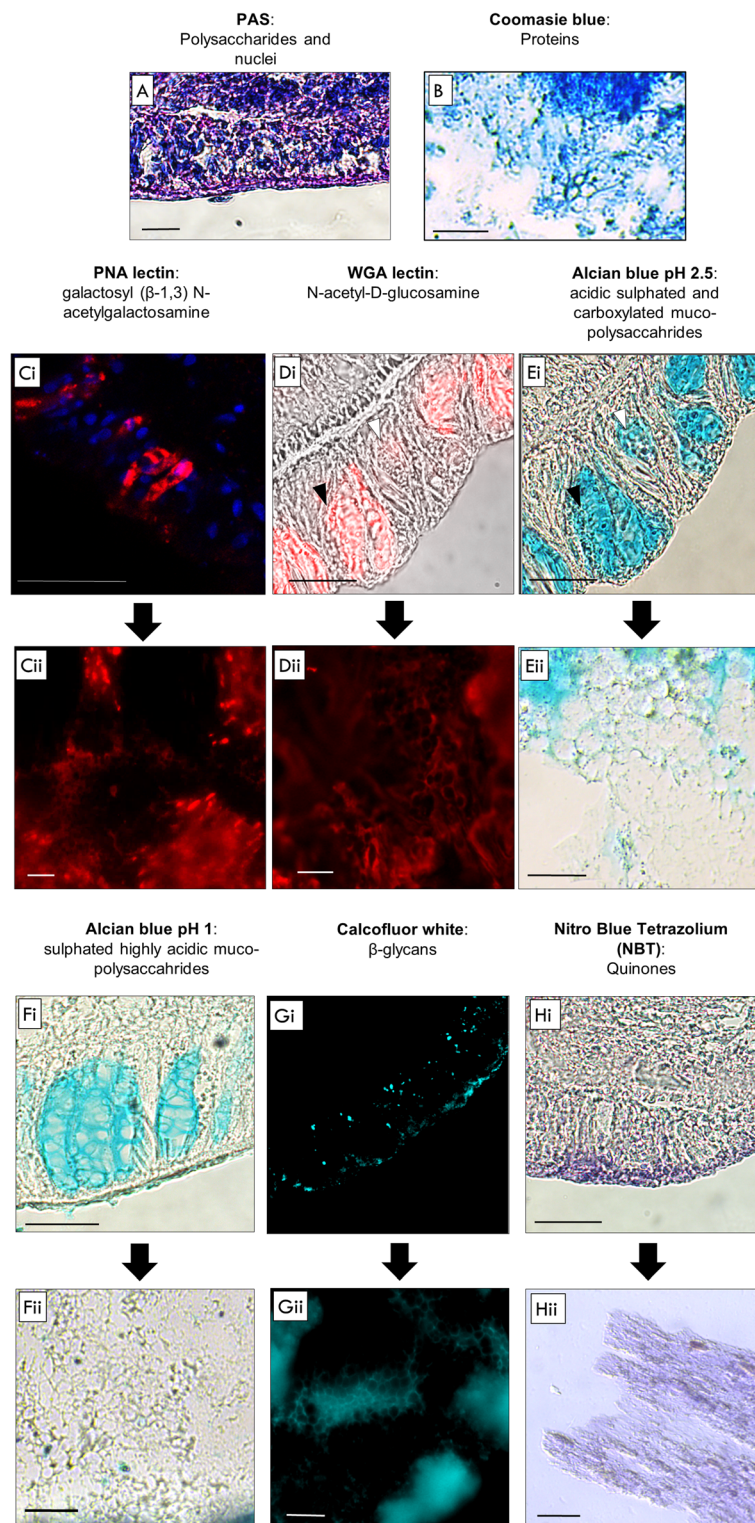 PAS:
Polysaccharides and
nuclei
Coomasie blue:
Proteins
A
B
PNA lectin:
galactosyl (β-1,3) N-
acetylgalactosamine
WGA lectin:
N-acetyl-D-glucosamine
Alcian blue pH 2.5:
acidic sulphated and
carboxylated muco-
polysaccahrides
Ci
Di
Ei
Cii
Dii
Eii
Alcian blue pH 1:
sulphated highly acidic muco-
polysaccahrides
Calcofluor white:
β-glycans
Nitro Blue Tetrazolium
(NBT):
Quinones
Fi
Gi
Hi
Fii
Gii
Hii